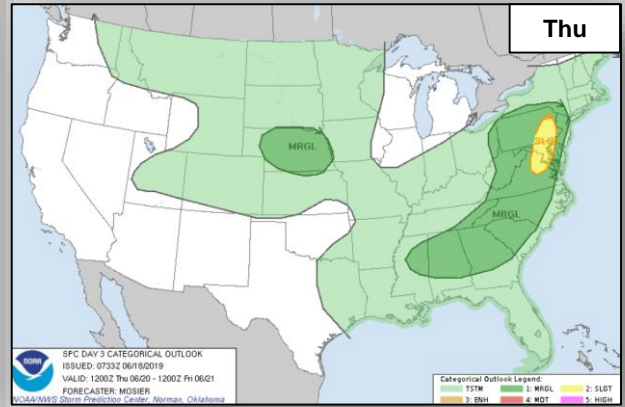 Thu
MRGL
SLGT
MRGL
NOAA
SPC DAY 3 CATEGORICAL OUTLOOK
ISSUED: 0733Z 06/18/2019
VALID: 1200Z Thu 06/20 - 1200Z Fri 06/21
FORECASTER: MOSIER
NOAA/NWS Storm Prediction Center, Norman, Oklahoma
Categorical Outlook Legend:
TSTM 1: MRGL 2: SLGT
3: ENH 4: MDT 5: HIGH